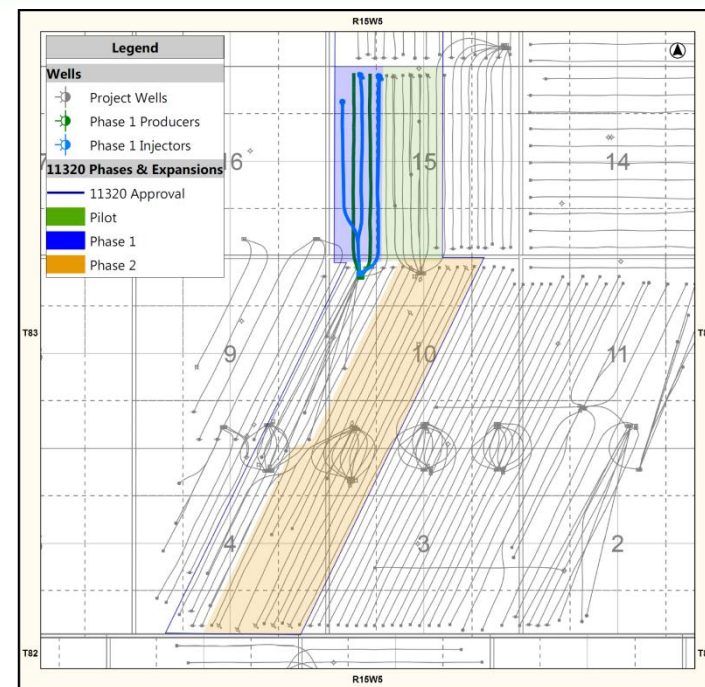 R15W5
Legend
Wells
Project Wells
Phase 1 Producers
Phase 1 Injectors
11320 Phases & Expansions
11320 Approval
Pilot
Phase 1
Phase 2
16
15
14
T83
9
10
11
4
3
2
T82
R15W5